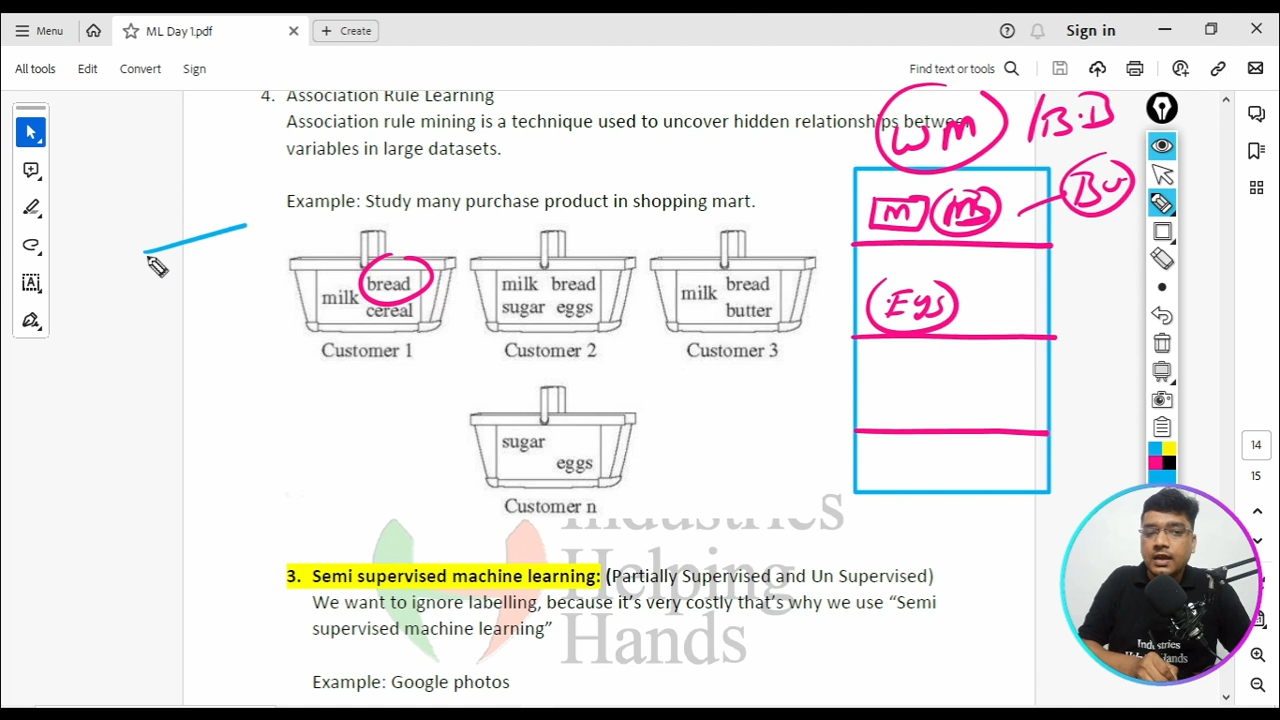 Menu
ML Day 1.pdf
Create
Sign in
All tools
Edit
Convert
Sign
Find text or tools
4. Association Rule Learning
Association rule mining is a technique used to uncover hidden relationships between
variables in large datasets.
WM
/B.D
Example: Study many purchase product in shopping mart.
M
MB
milk bread
cereal
milk bread
sugar eggs
milk bread
butter
Eggs
Customer 1
Customer 2
Customer 3
sugar
eggs
Customer n
14
15
Industries
Helping
Hands
3. Semi supervised machine learning: (Partially Supervised and Un Supervised)
We want to ignore labelling, because it’s very costly that’s why we use “Semi
supervised machine learning”
Example: Google photos
Industries
Helping
Hands